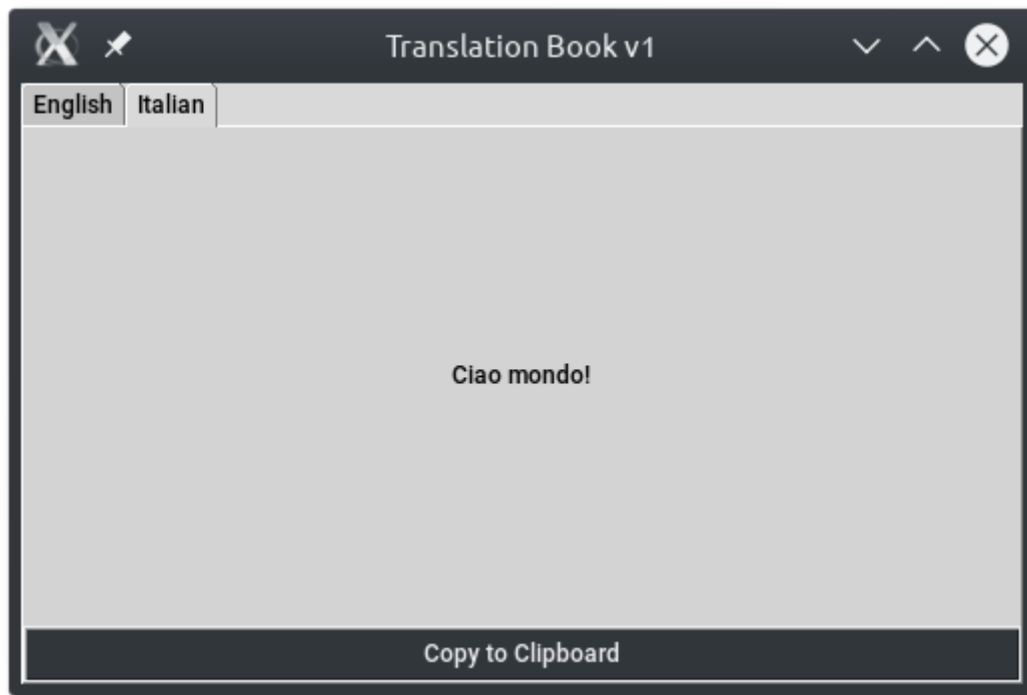 Translation Book v1
English Italian
Ciao mondo!
Copy to Clipboard